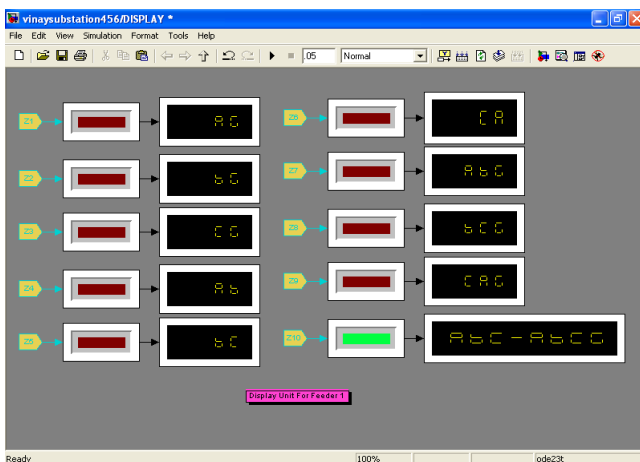 vinaysubstation456/DISPLAY *
File Edit View Simulation Format Tools Help
.05 Normal
Z1 AG
Z2 bG
Z3 CG
Z4 Ab
Z5 bC
Z6 CA
Z7 AbG
Z8 bCG
Z9 CAG
Z10 AbC-AbCG
Display Unit For Feeder 1
Ready 100% ode23t